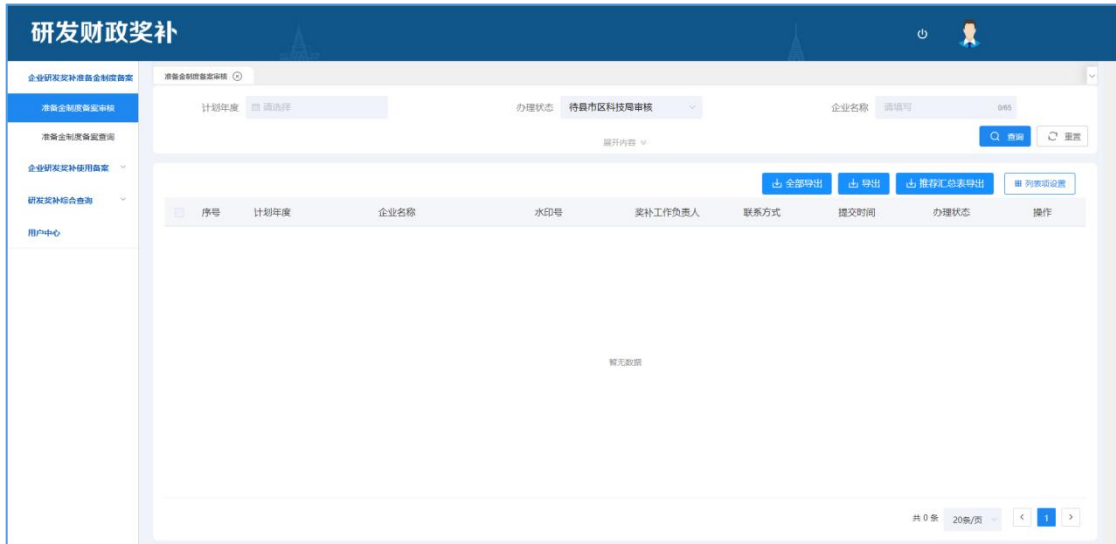 研发财政奖补
企业研发奖补准备金制度备案
准备金制度备案审核
准备金制度备案查询
企业研发奖补使用备案
研发奖补综合查询
用户中心
准备金制度备案审核
计划年度 请选择 办理状态 待县市区科技局审核 企业名称 请填写 0/65
展开内容
查询 重置
全部导出 导出 推荐汇总表导出 列表项设置
序号 计划年度 企业名称 水印号 奖补工作负责人 联系方式 提交时间 办理状态 操作
暂无数据
共 0 条 20条/页 1